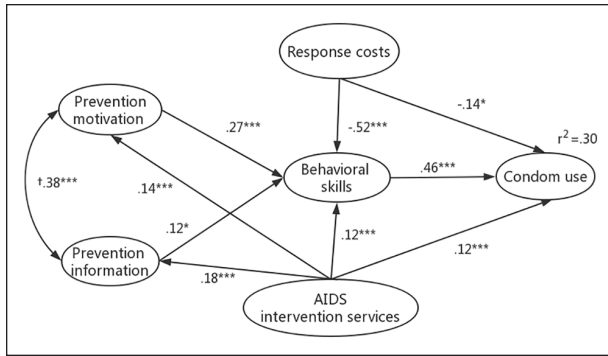 Response costs
Prevention
motivation
-.14*
r² =.30
.27***
-.52***
Behavioral
skills
.46***
Condom use
†.38***
.14***
.12*
.12***
.12***
Prevention
information
.18***
AIDS
intervention services